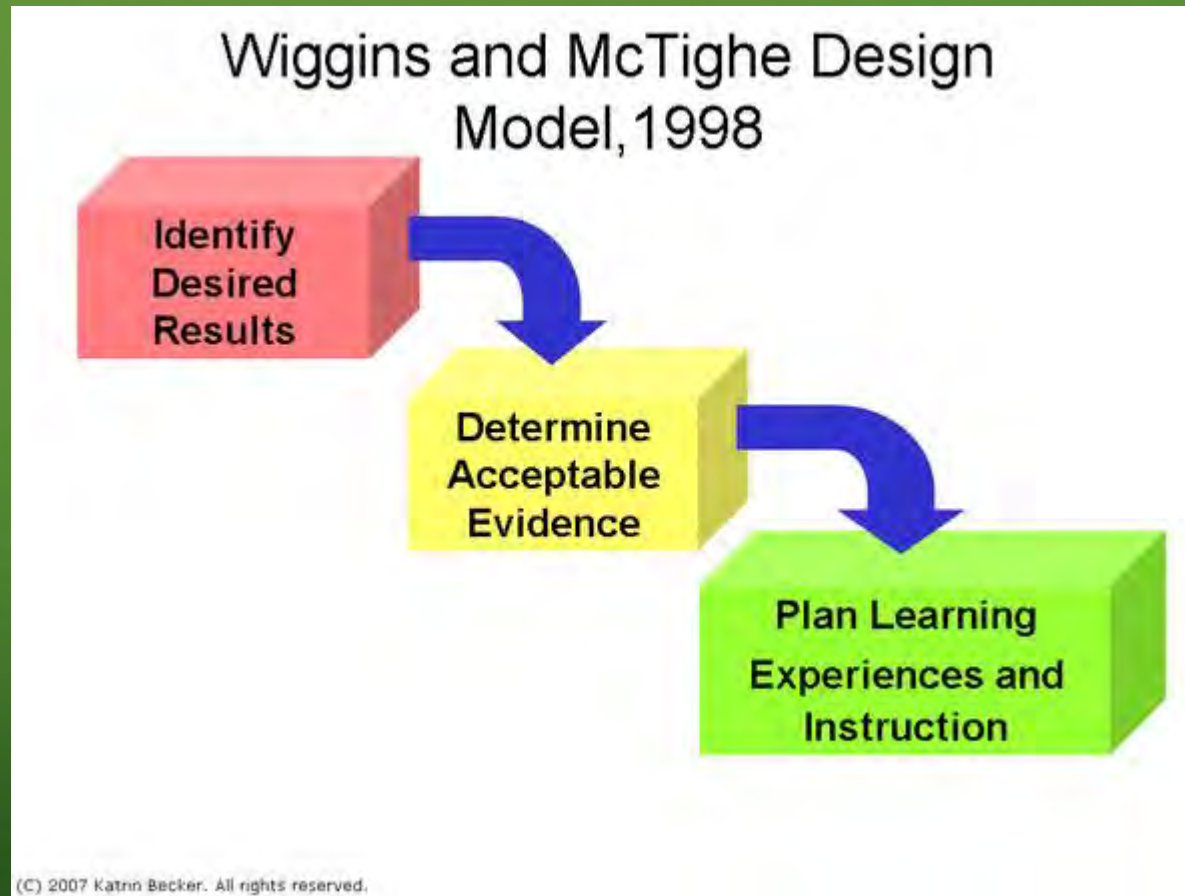 Wiggins and McTighe Design
Model,1998
Identify
Desired
Results
Determine
Acceptable
Evidence
Plan Learning
Experiences and
Instruction
(C) 2007 Katrin Becker. All rights reserved.